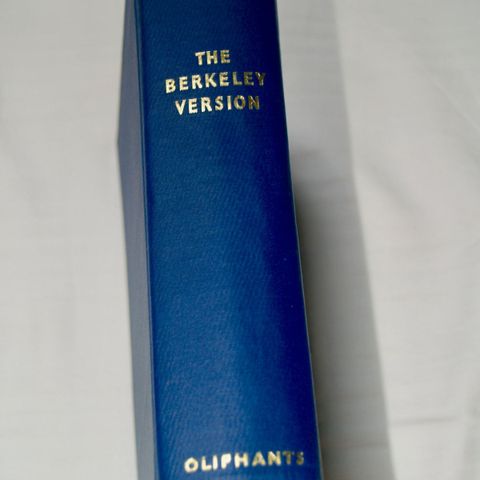 THE
BERKELEY
VERSION
OLIPHANTS